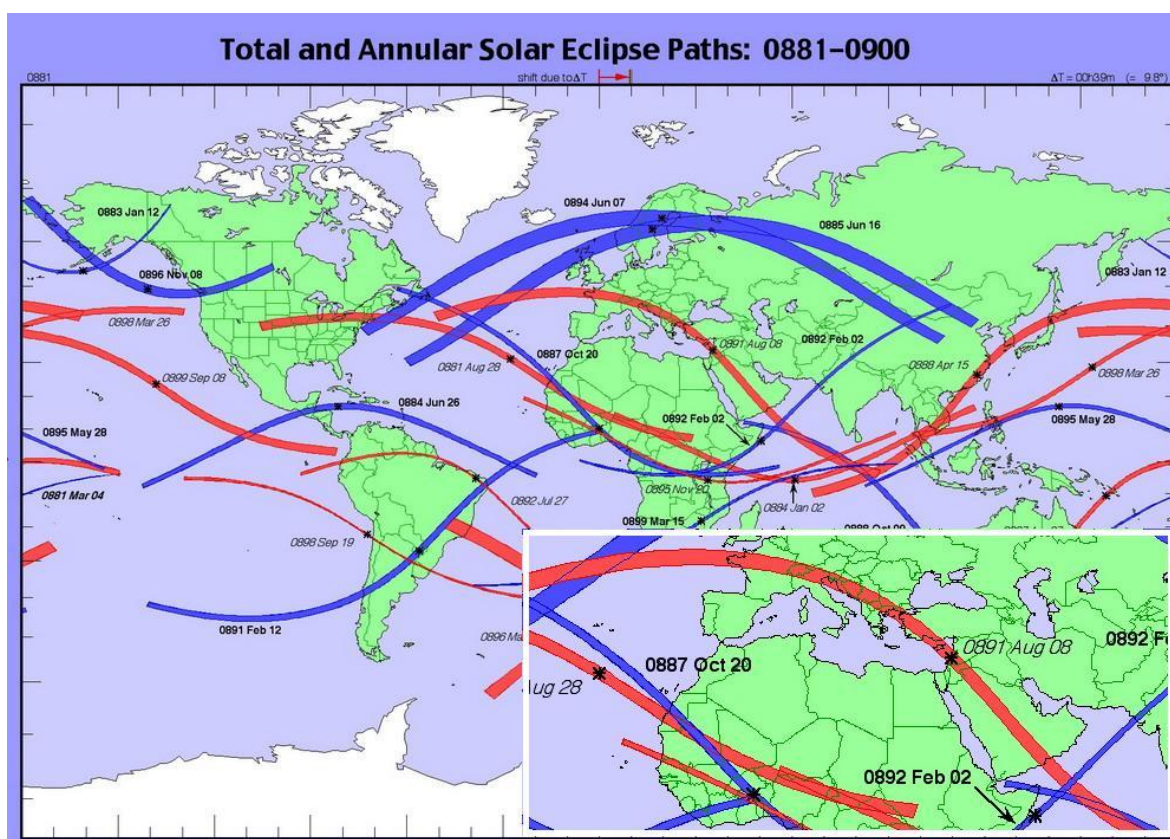 Total and Annular Solar Eclipse Paths: 0881-0900
0881
shift due to ΔT
ΔT = 00h39m (= 9.8°)
0883 Jan 12
0894 Jun 07
0885 Jun 16
0896 Nov 08
0883 Jan 12
0898 Mar 26
0887 Oct 20
0891 Aug 08
0892 Feb 02
0881 Aug 28
0888 Apr 15
0898 Mar 26
0899 Sep 08
0884 Jun 26
0892 Feb 02
0895 May 28
0895 May 28
0881 Mar 04
0892 Jul 27
0895 Nov 20
0884 Jan 02
0898 Sep 19
0899 Mar 15
0891 Feb 12
0896 Ma
0887 Oct 20
0891 Aug 08
0892 F
Aug 28
0892 Feb 02